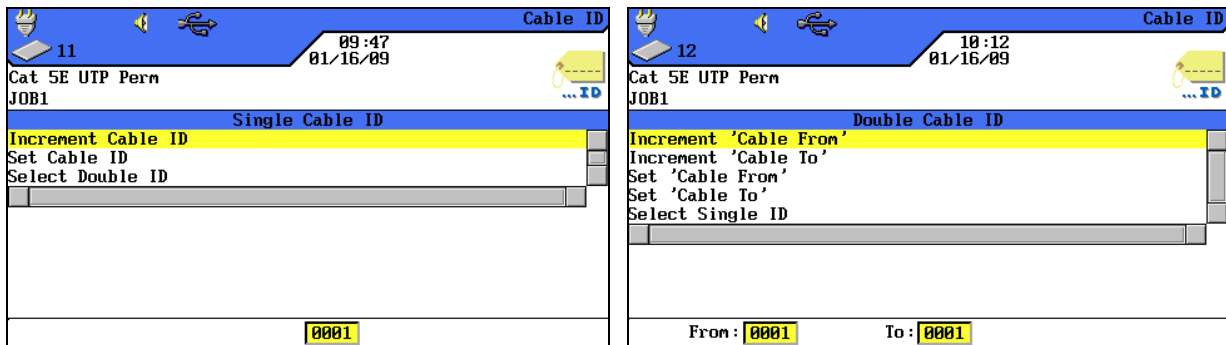 Cable ID
11
09:47
01/16/09
Cat 5E UTP Perm
JOB1
...ID
Single Cable ID
Increment Cable ID
Set Cable ID
Select Double ID
0001
Cable ID
12
10:12
01/16/09
Cat 5E UTP Perm
JOB1
...ID
Double Cable ID
Increment 'Cable From'
Increment 'Cable To'
Set 'Cable From'
Set 'Cable To'
Select Single ID
From: 0001 To: 0001